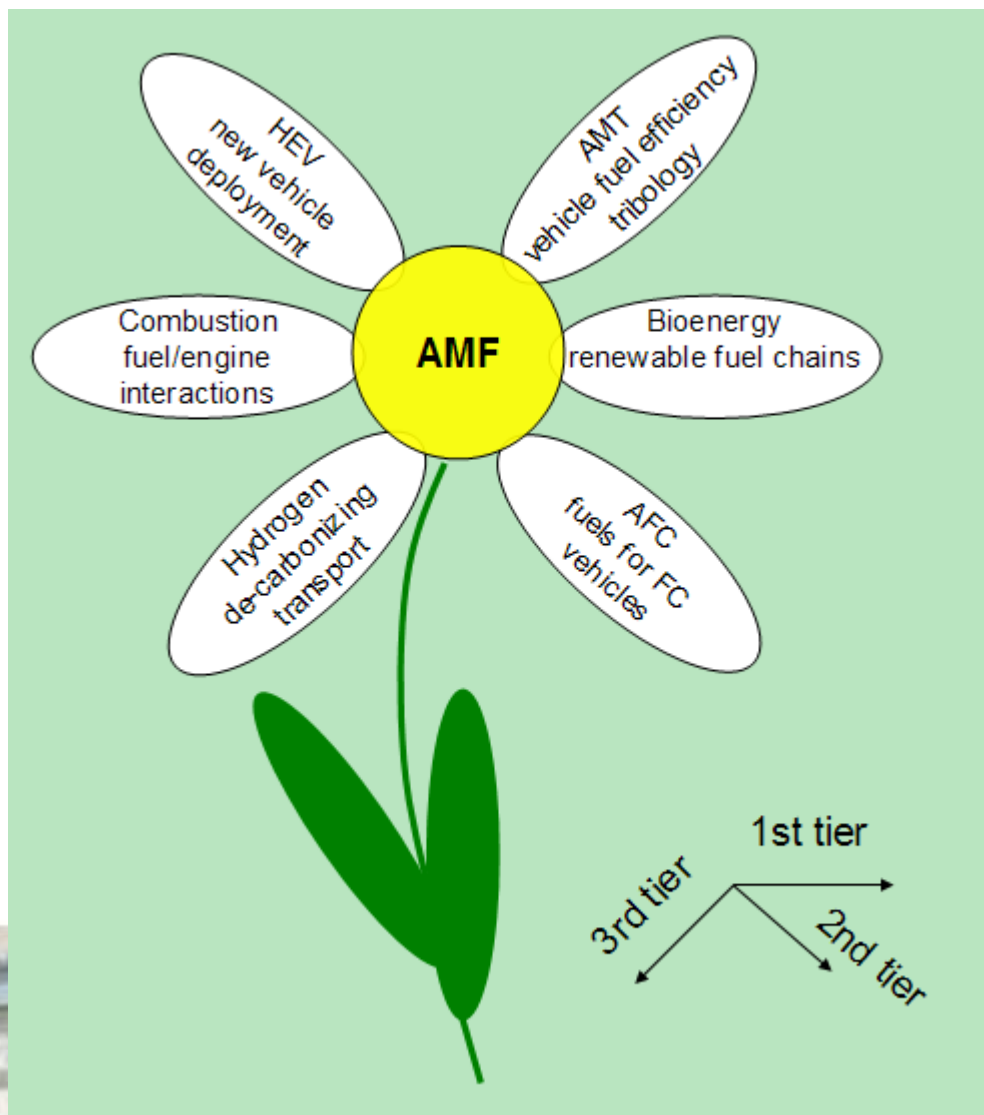 HEV
new vehicle
deployment
AMT
vehicle fuel efficiency
tribology
Combustion
fuel/engine
interactions
AMF
Bioenergy
renewable fuel chains
Hydrogen
de-carbonizing
transport
AFC
fuels for FC
vehicles
1st tier
3rd tier
2nd tier